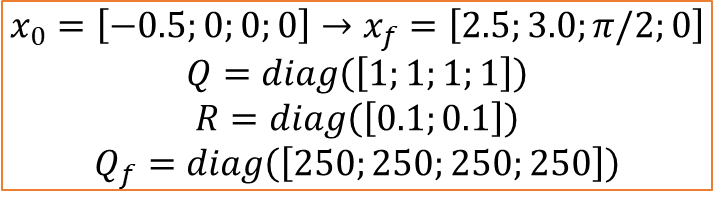 x₀ = [−0.5; 0; 0; 0] → x_f = [2.5; 3.0; π/2; 0]
Q = diag([1; 1; 1; 1])
R = diag([0.1; 0.1])
Q_f = diag([250; 250; 250; 250])